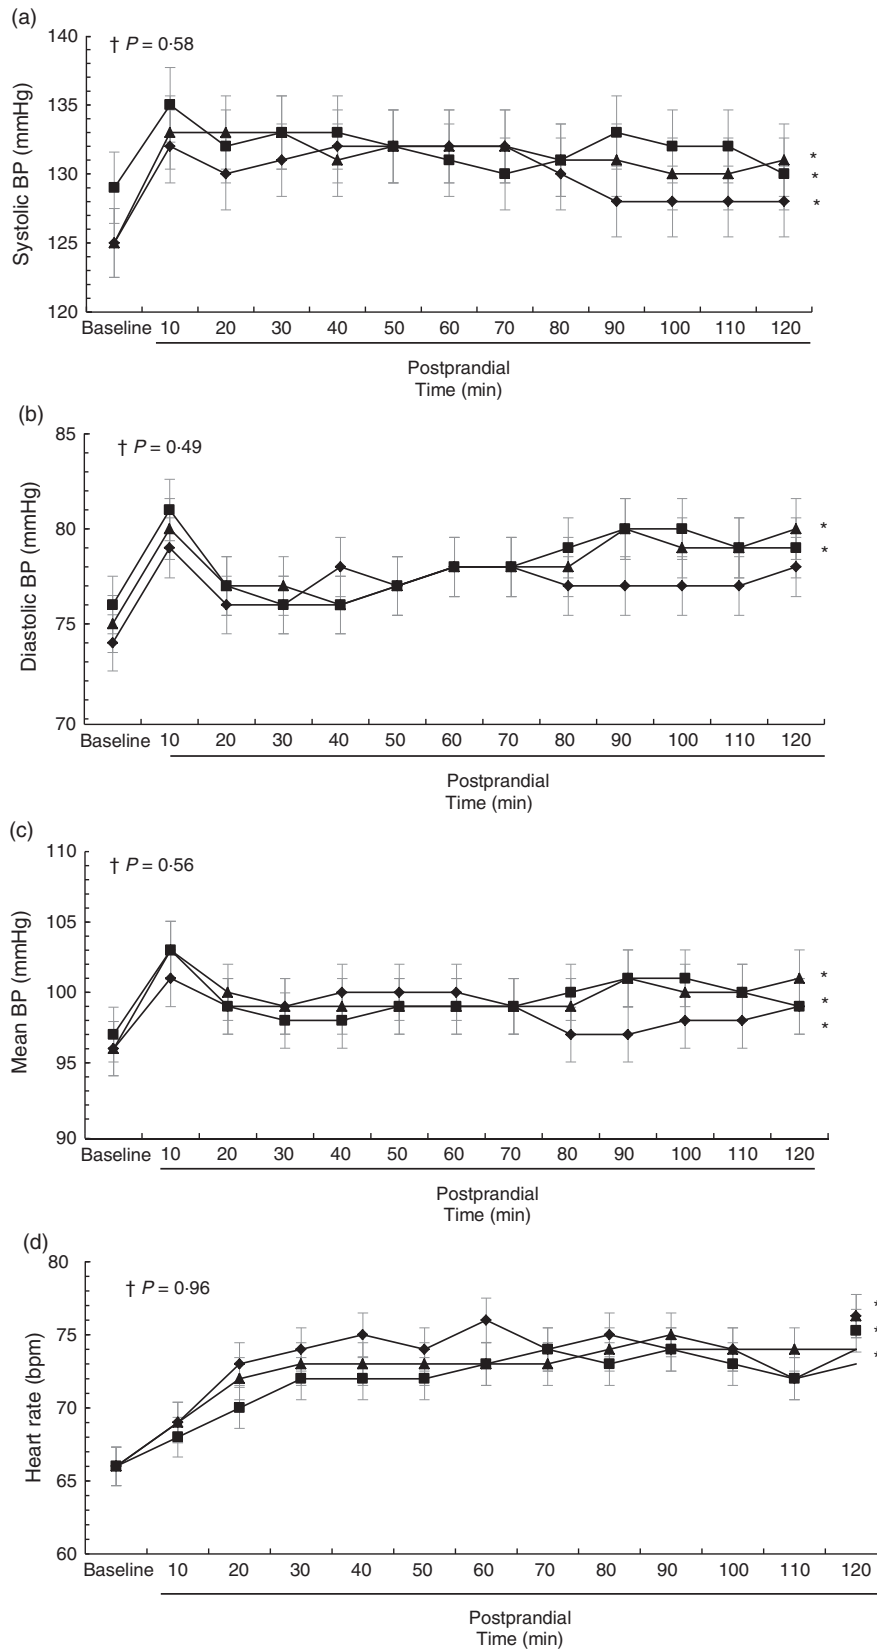 (a)
140
† P = 0·58
135
130
125
120
Systolic BP (mmHg)
Baseline 10 20 30 40 50 60 70 80 90 100 110 120
Postprandial
Time (min)
*
*
*
(b)
85
† P = 0·49
80
75
70
Diastolic BP (mmHg)
Baseline 10 20 30 40 50 60 70 80 90 100 110 120
Postprandial
Time (min)
*
*
(c)
110
† P = 0·56
105
100
95
90
Mean BP (mmHg)
Baseline 10 20 30 40 50 60 70 80 90 100 110 120
Postprandial
Time (min)
*
*
*
(d)
80
† P = 0·96
75
70
65
60
Heart rate (bpm)
Baseline 10 20 30 40 50 60 70 80 90 100 110 120
Postprandial
Time (min)
*
*
*